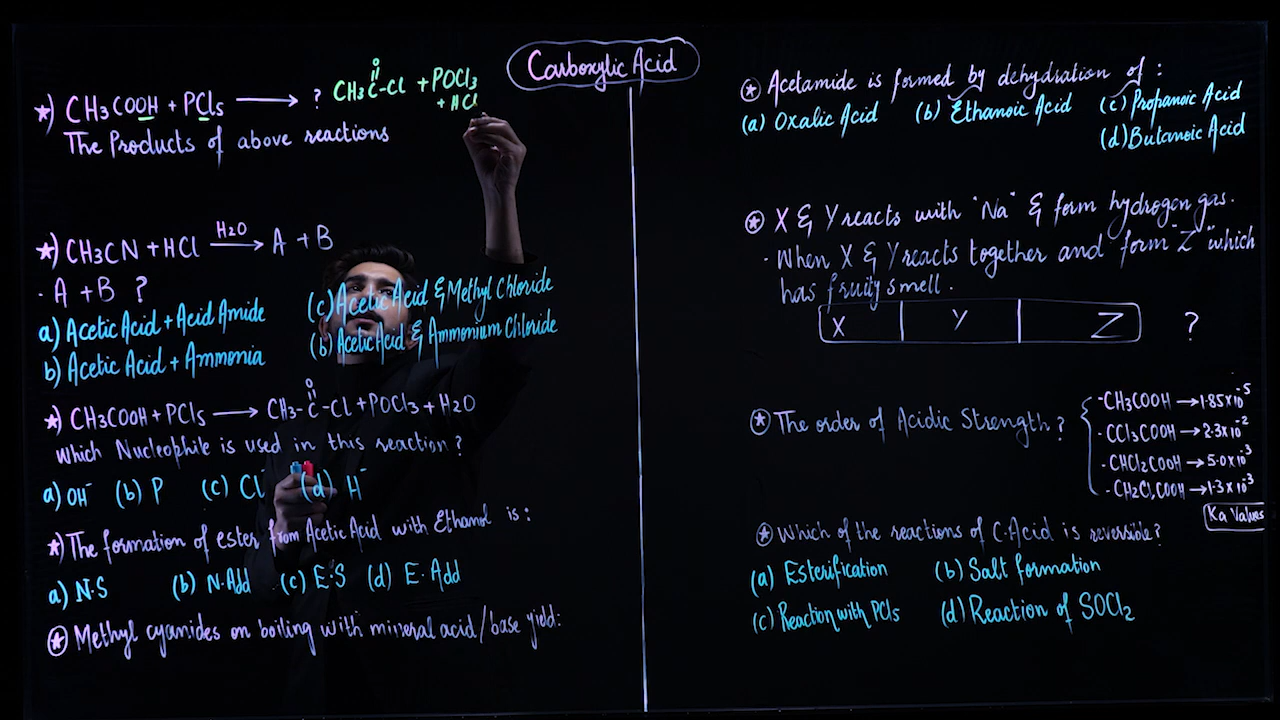 Carboxylic Acid
*) CH3COOH + PCl5 ⟶ ? CH3-C-Cl + POCl3
O
+ HCl
The Products of above reactions
*) CH3CN + HCl H2O⟶ A + B
· A + B ?
a) Acetic Acid + Acid Amide
b) Acetic Acid + Ammonia
(c) Acetic Acid & Methyl Chloride
(b) Acetic Acid & Ammonium Chloride
*) CH3COOH + PCl5 ⟶ CH3-C-Cl + POCl3 + H2O
O
Which Nucleophile is used in this reaction?
a) OH⁻ (b) P (c) Cl⁻ (d) H⁻
*) The formation of ester from Acetic Acid with Ethanol is:
a) N·S (b) N·Add (c) E·S (d) E·Add
* Methyl cyanides on boiling with mineral acid/base yield:
* Acetamide is formed by dehydration of :
(a) Oxalic Acid (b) Ethanoic Acid (c) Propanoic Acid
(d) Butanoic Acid
* X & Y reacts with "Na" & form hydrogen gas.
· When X & Y reacts together and form "Z" which
has fruity smell.
X Y Z ?
* The order of Acidic Strength?
- CH3COOH → 1.85×10⁻⁵
- CCl3COOH → 2.3×10⁻²
- CHCl2COOH → 5.0×10⁻³
- CH2Cl,COOH → 1.3×10⁻³
Ka Values
* Which of the reactions of C.Acid is reversible?
(a) Esterification (b) Salt formation
(c) Reaction with PCl5 (d) Reaction of SOCl2